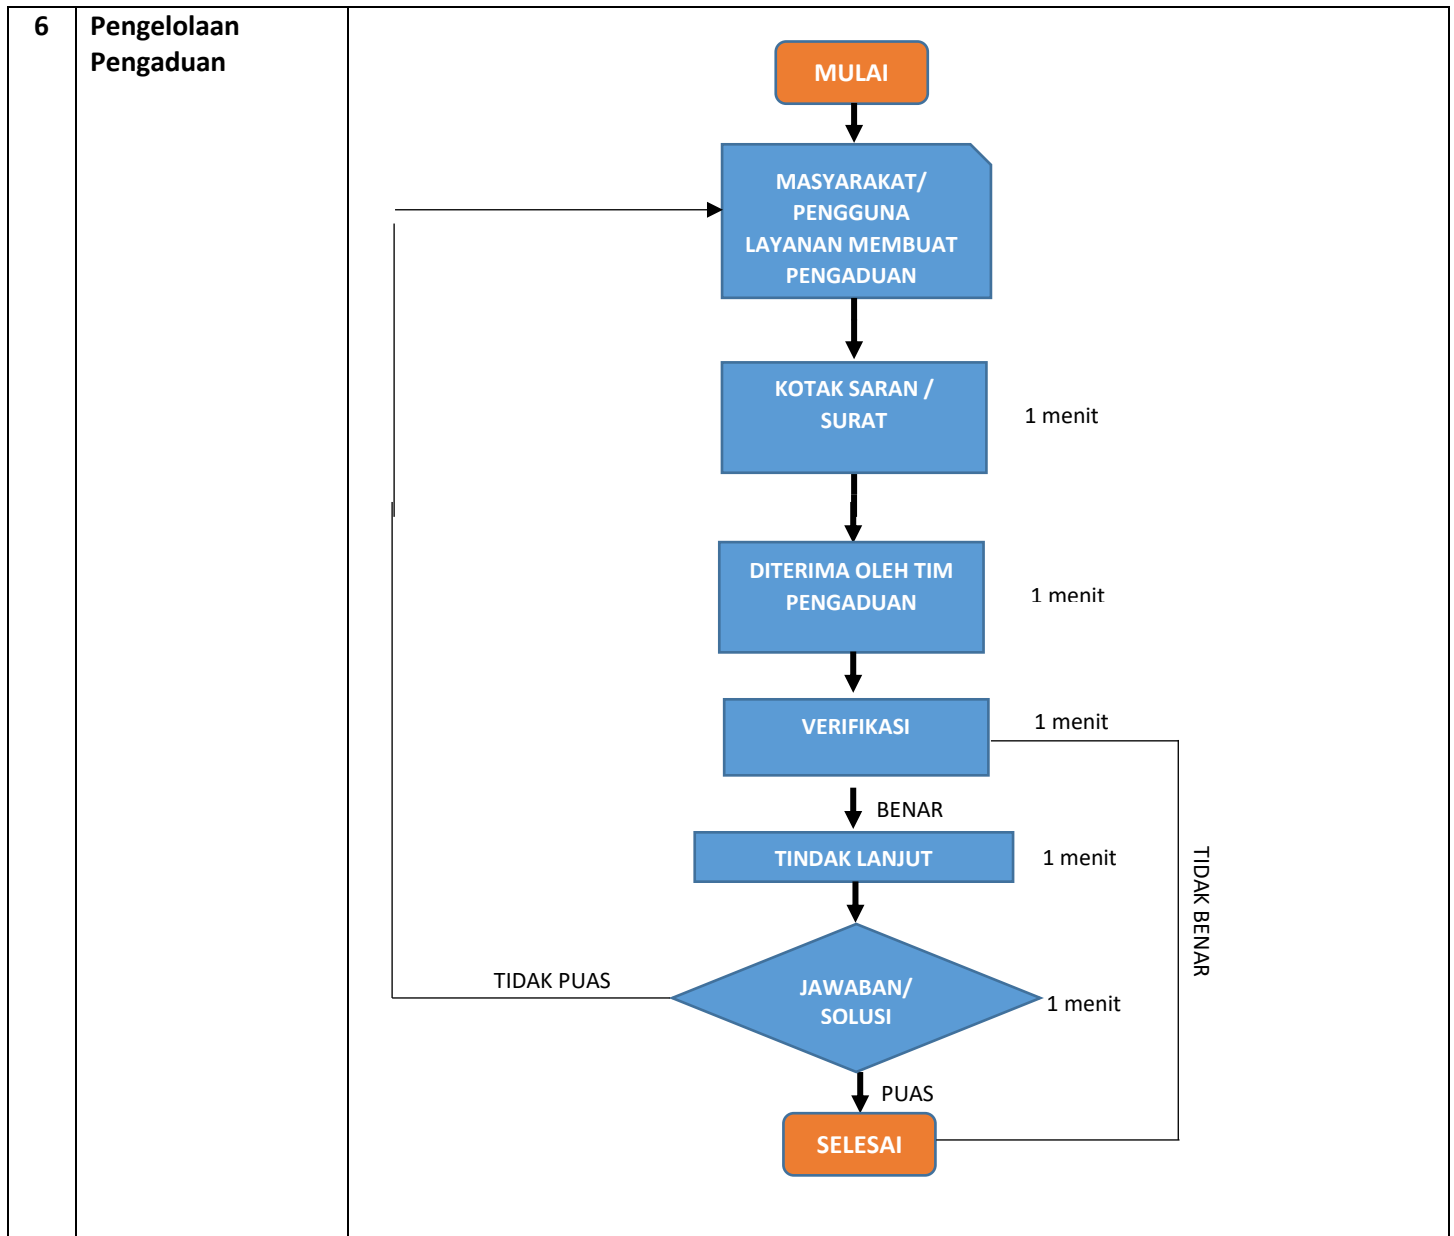 6
Pengelolaan
Pengaduan
MULAI
MASYARAKAT/
PENGGUNA
LAYANAN MEMBUAT
PENGADUAN
KOTAK SARAN /
SURAT
1 menit
DITERIMA OLEH TIM
PENGADUAN
1 menit
VERIFIKASI
1 menit
BENAR
TINDAK LANJUT
1 menit
TIDAK BENAR
TIDAK PUAS
JAWABAN/
SOLUSI
1 menit
PUAS
SELESAI